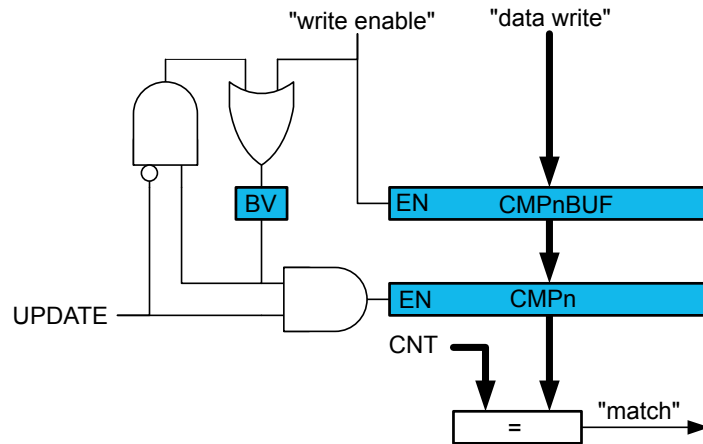 "write enable"
"data write"
BV
EN
CMPnBUF
EN
CMPn
UPDATE
CNT
=
"match"